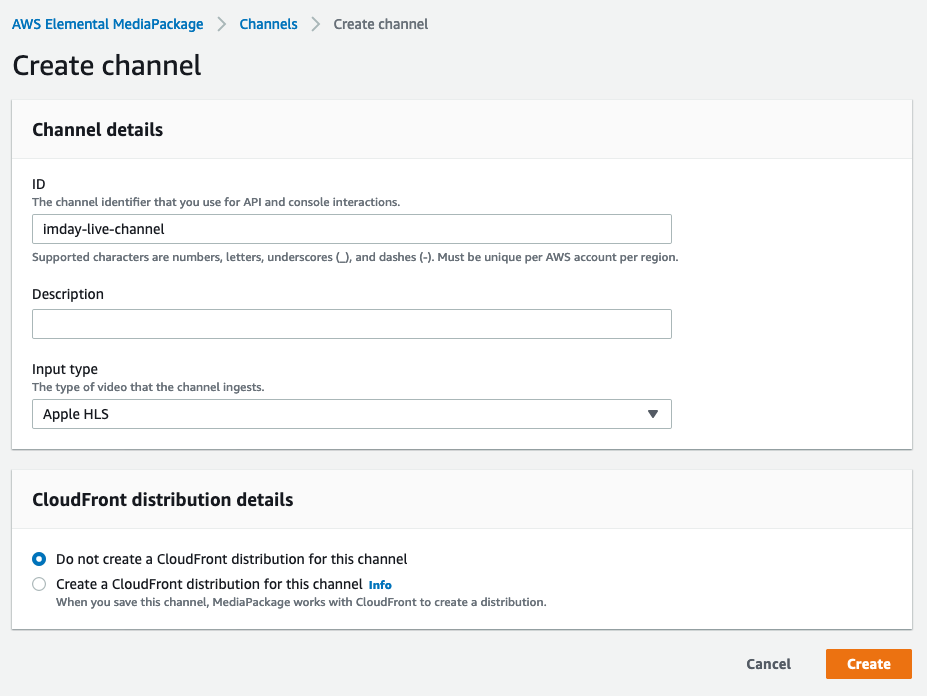 AWS Elemental MediaPackage > Channels > Create channel
Create channel
Channel details
ID
The channel identifier that you use for API and console interactions.
imday-live-channel
Supported characters are numbers, letters, underscores (_), and dashes (-). Must be unique per AWS account per region.
Description
Input type
The type of video that the channel ingests.
Apple HLS
CloudFront distribution details
Do not create a CloudFront distribution for this channel
Create a CloudFront distribution for this channel Info
When you save this channel, MediaPackage works with CloudFront to create a distribution.
Cancel Create